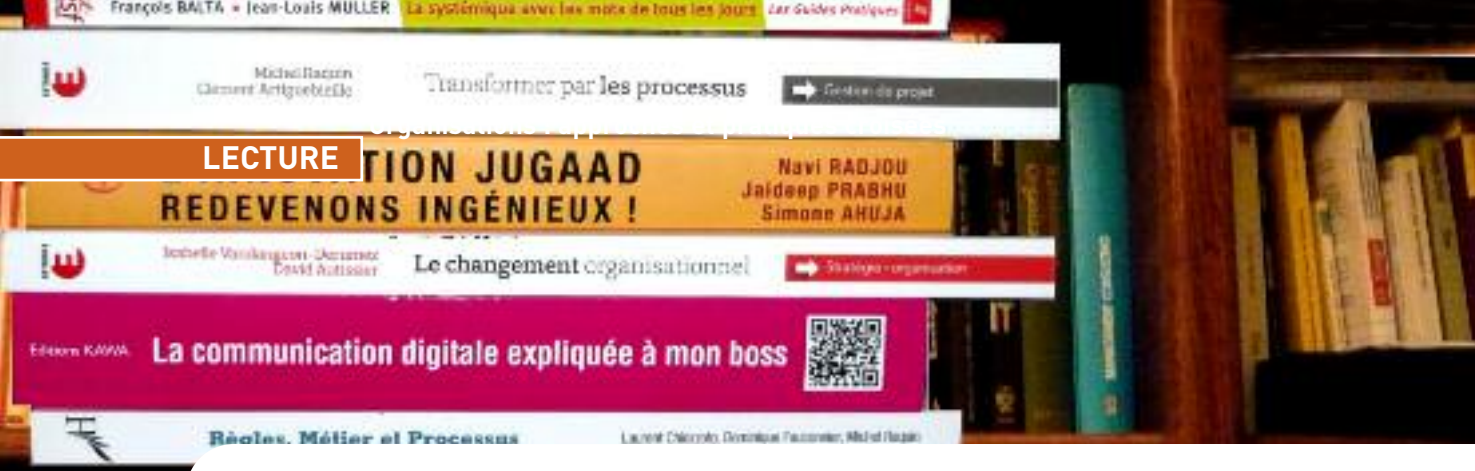 François BALTA • Jean-Louis MULLER La systémique avec les mots de tous les jours Les Guides Pratiques
Michel Raquin
Clément Artiguebieille
Transformer par les processus
Gestion de projet
LECTURE
TION JUGAAD
REDEVENONS INGÉNIEUX !
Navi RADJOU
Jaideep PRABHU
Simone AHUJA
David Autissier
Le changement organisationnel
Stratégie - organisation
Editions KAWA
La communication digitale expliquée à mon boss
Règles, Métier et Processus